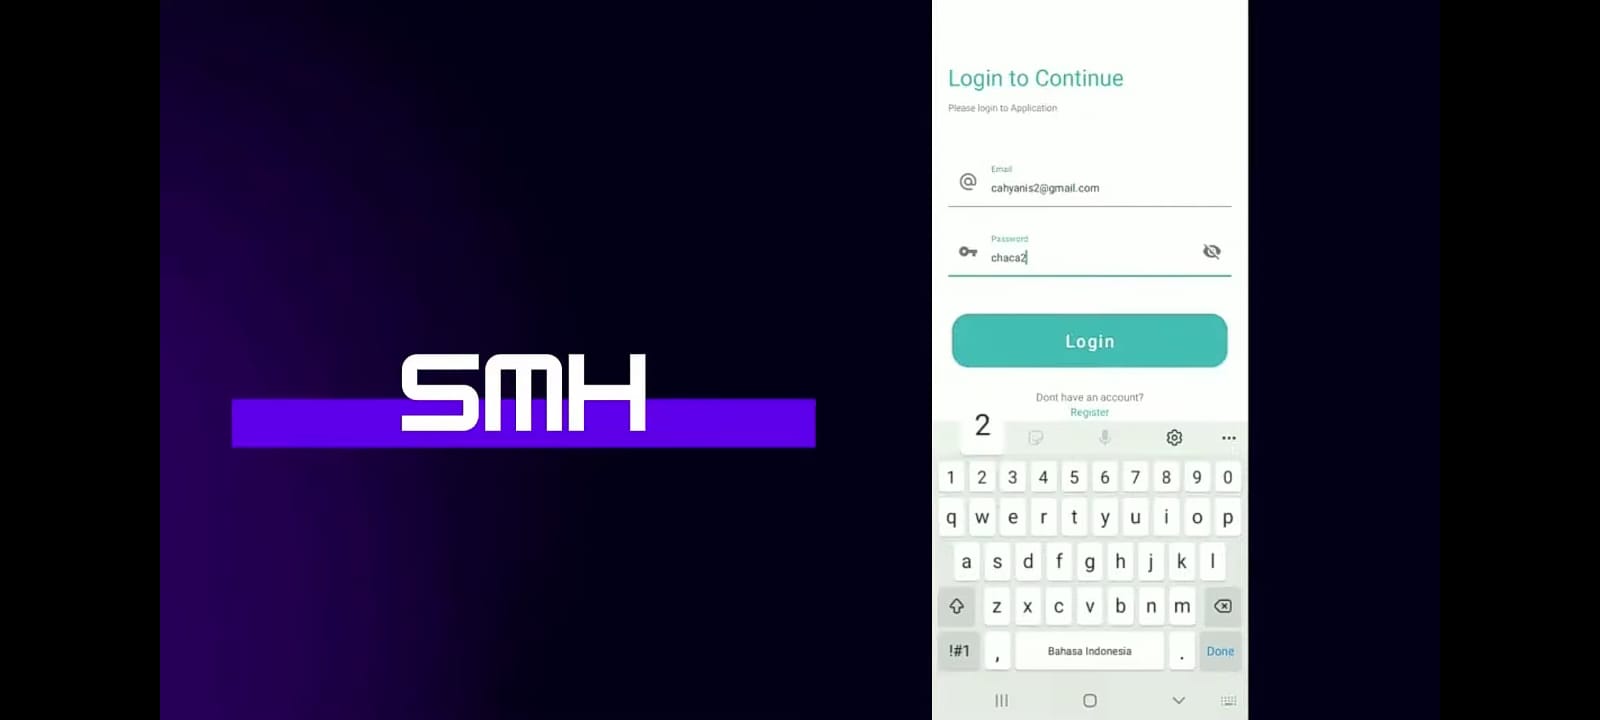 SMH
Login to Continue
Please login to Application
Email
cahyanis2@gmail.com
Password
chaca2
Login
Dont have an account?
Register
2
1 2 3 4 5 6 7 8 9 0
q w e r t y u i o p
a s d f g h j k l
z x c v b n m
!#1 , Bahasa Indonesia . Done